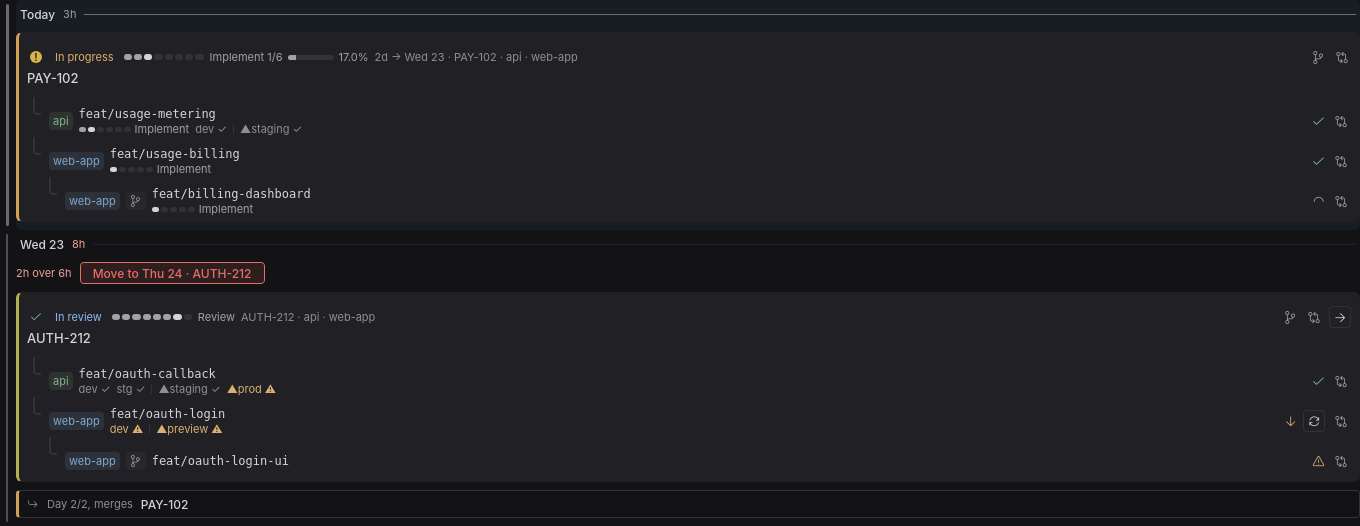 Today 3h
In progress Implement 1/6 17.0% 2d → Wed 23 · PAY-102 · api · web-app
PAY-102
api feat/usage-metering
Implement dev ✓ | ▲staging ✓
web-app feat/usage-billing
Implement
web-app feat/billing-dashboard
Implement
Wed 23 8h
2h over 6h Move to Thu 24 · AUTH-212
In review Review AUTH-212 · api · web-app
AUTH-212
api feat/oauth-callback
dev ✓ stg ✓ | ▲staging ✓ ▲prod ⚠
web-app feat/oauth-login
dev ⚠ | ▲preview ⚠
web-app feat/oauth-login-ui
Day 2/2, merges PAY-102